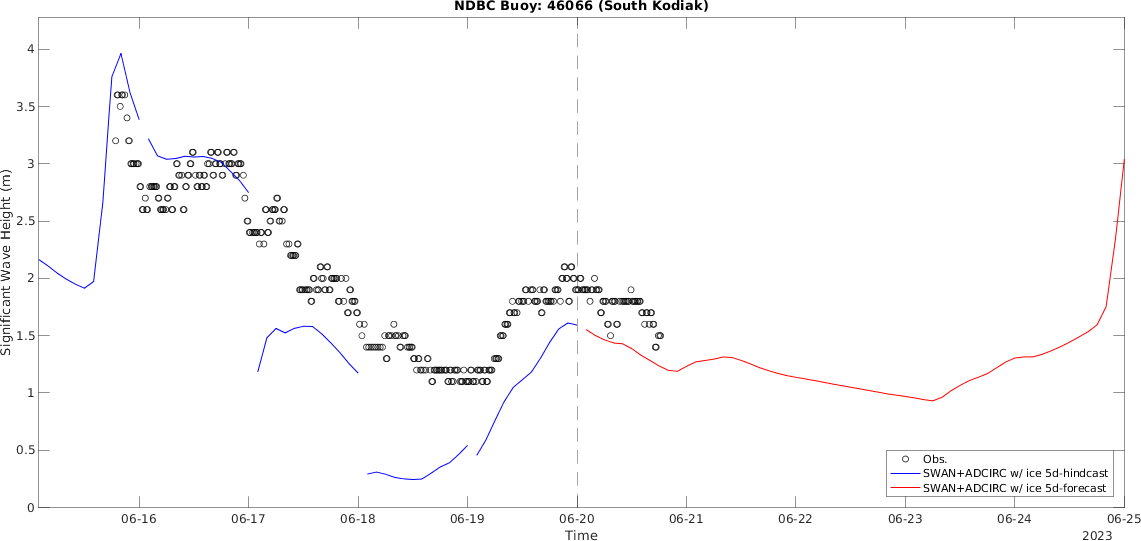 NDBC Buoy: 46066 (South Kodiak)
4
3.5
3
2.5
2
1.5
1
0.5
0
Significant Wave Height (m)
Obs.
SWAN+ADCIRC w/ ice 5d-hindcast
SWAN+ADCIRC w/ ice 5d-forecast
06-16 06-17 06-18 06-19 06-20 06-21 06-22 06-23 06-24 06-25
Time
2023